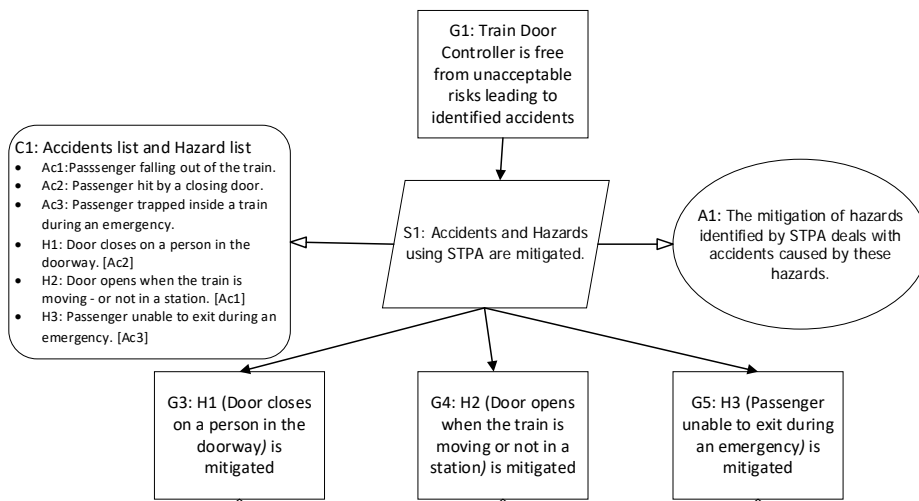 G1: Train Door
Controller is free
from unacceptable
risks leading to
identified accidents
C1: Accidents list and Hazard list
• Ac1:Passsenger falling out of the train.
• Ac2: Passenger hit by a closing door.
• Ac3: Passenger trapped inside a train
during an emergency.
• H1: Door closes on a person in the
doorway. [Ac2]
• H2: Door opens when the train is
moving - or not in a station. [Ac1]
• H3: Passenger unable to exit during an
emergency. [Ac3]
S1: Accidents and Hazards
using STPA are mitigated.
A1: The mitigation of hazards
identified by STPA deals with
accidents caused by these
hazards.
G3: H1 (Door closes
on a person in the
doorway) is
mitigated
G4: H2 (Door opens
when the train is
moving or not in a
station) is mitigated
G5: H3 (Passenger
unable to exit during
an emergency) is
mitigated